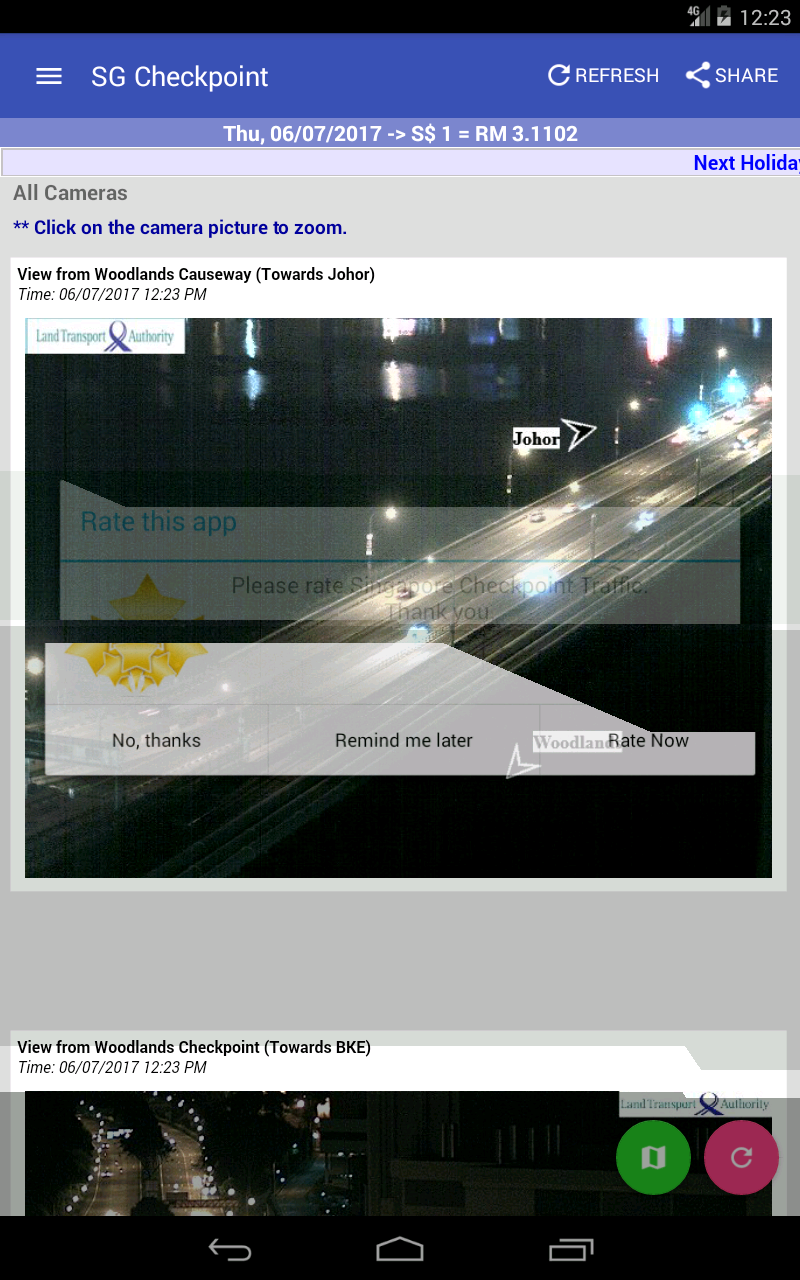 4G 12:23
SG Checkpoint REFRESH SHARE
Thu, 06/07/2017 -> S$ 1 = RM 3.1102
Next Holiday
All Cameras
** Click on the camera picture to zoom.
View from Woodlands Causeway (Towards Johor)
Time: 06/07/2017 12:23 PM
Land Transport Authority
Johor
Rate this app
Please rate Singapore Checkpoint Traffic.
Thank you
No, thanks Remind me later Rate Now
Woodlands
View from Woodlands Checkpoint (Towards BKE)
Time: 06/07/2017 12:23 PM
Land Transport Authority